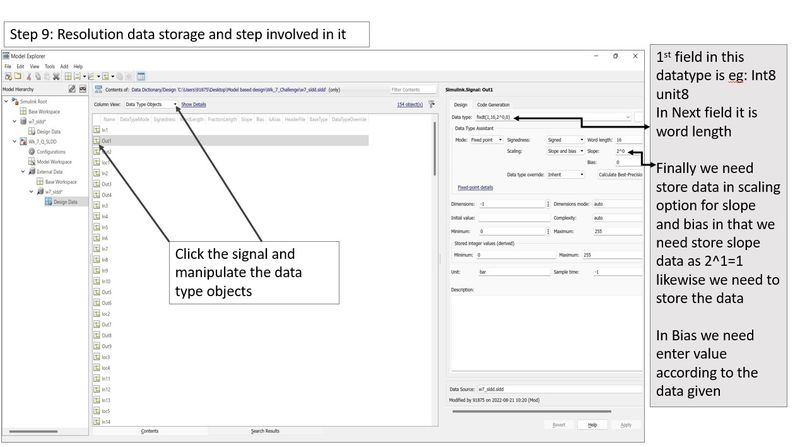 Step 9: Resolution data storage and step involved in it
Model Explorer
File Edit View Tools Add Help
Model Hierarchy
Simulink Root
Base Workspace
w7_sldd*
Design Data
Wk_7_Q_SLDD
Configurations
Model Workspace
External Data
Base Workspace
w7_sldd*
Design Data
Contents of: Data Dictionary/Design 'C:\Users\91875\Desktop\Model based design\Wk_7_Challenge\w7_sldd.sldd' (only)
Filter Contents
Column View: Data Type Objects
Show Details
154 object(s)
Name DataTypeMode Signedness WordLength FractionLength Slope Bias IsAlias HeaderFile BaseType DataTypeOverride
In1
Out1
Out2
loc1
In2
Out3
Out4
In3
In4
In5
In6
In7
In8
In9
In10
Out5
Out6
loc2
Out7
Out8
Out9
loc3
loc4
In11
In12
In13
loc5
In14
Contents
Search Results
Click the signal and
manipulate the data
type objects
Simulink.Signal: Out1
Design Code Generation
Data type: fixdt(1,16,2^0,0)
Data Type Assistant
Mode: Fixed point Signedness: Signed Word length: 16
Scaling: Slope and bias Slope: 2^0
Bias: 0
Data type override: Inherit Calculate Best-Precisio
Fixed-point details
Dimensions: -1 Dimensions mode: auto
Initial value: Complexity: auto
Minimum: 0 Maximum: 255
Stored Integer values (derived)
Minimum: 0 Maximum: 255
Unit: bar Sample time: -1
Description:
Data Source: w7_sldd.sldd
Modified by 91875 on 2022-08-21 10:20 (Mod)
Revert Help Apply
1st field in this
datatype is eg: Int8
unit8
In Next field it is
word length
Finally we need
store data in scaling
option for slope
and bias in that we
need store slope
data as 2^1=1
likewise we need to
store the data
In Bias we need
enter value
according to the
data given